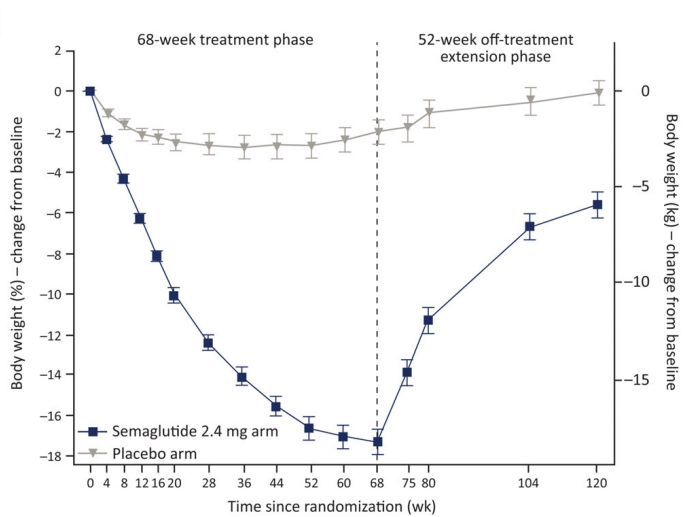 68-week treatment phase
52-week off-treatment
extension phase
Body weight (%) – change from baseline
2
0
–2
–4
–6
–8
–10
–12
–14
–16
–18
0
–5
–10
–15
Body weight (kg) – change from baseline
Semaglutide 2.4 mg arm
Placebo arm
0 4 8 12 16 20 28 36 44 52 60 68 75 80 104 120
Time since randomization (wk)